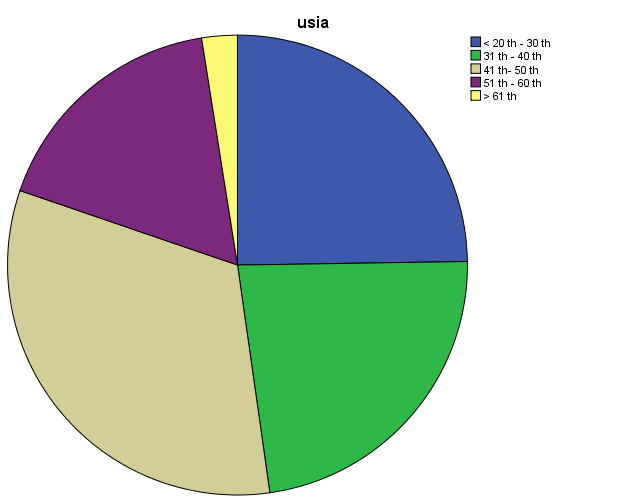 usia
< 20 th - 30 th
31 th - 40 th
41 th- 50 th
51 th - 60 th
> 61 th